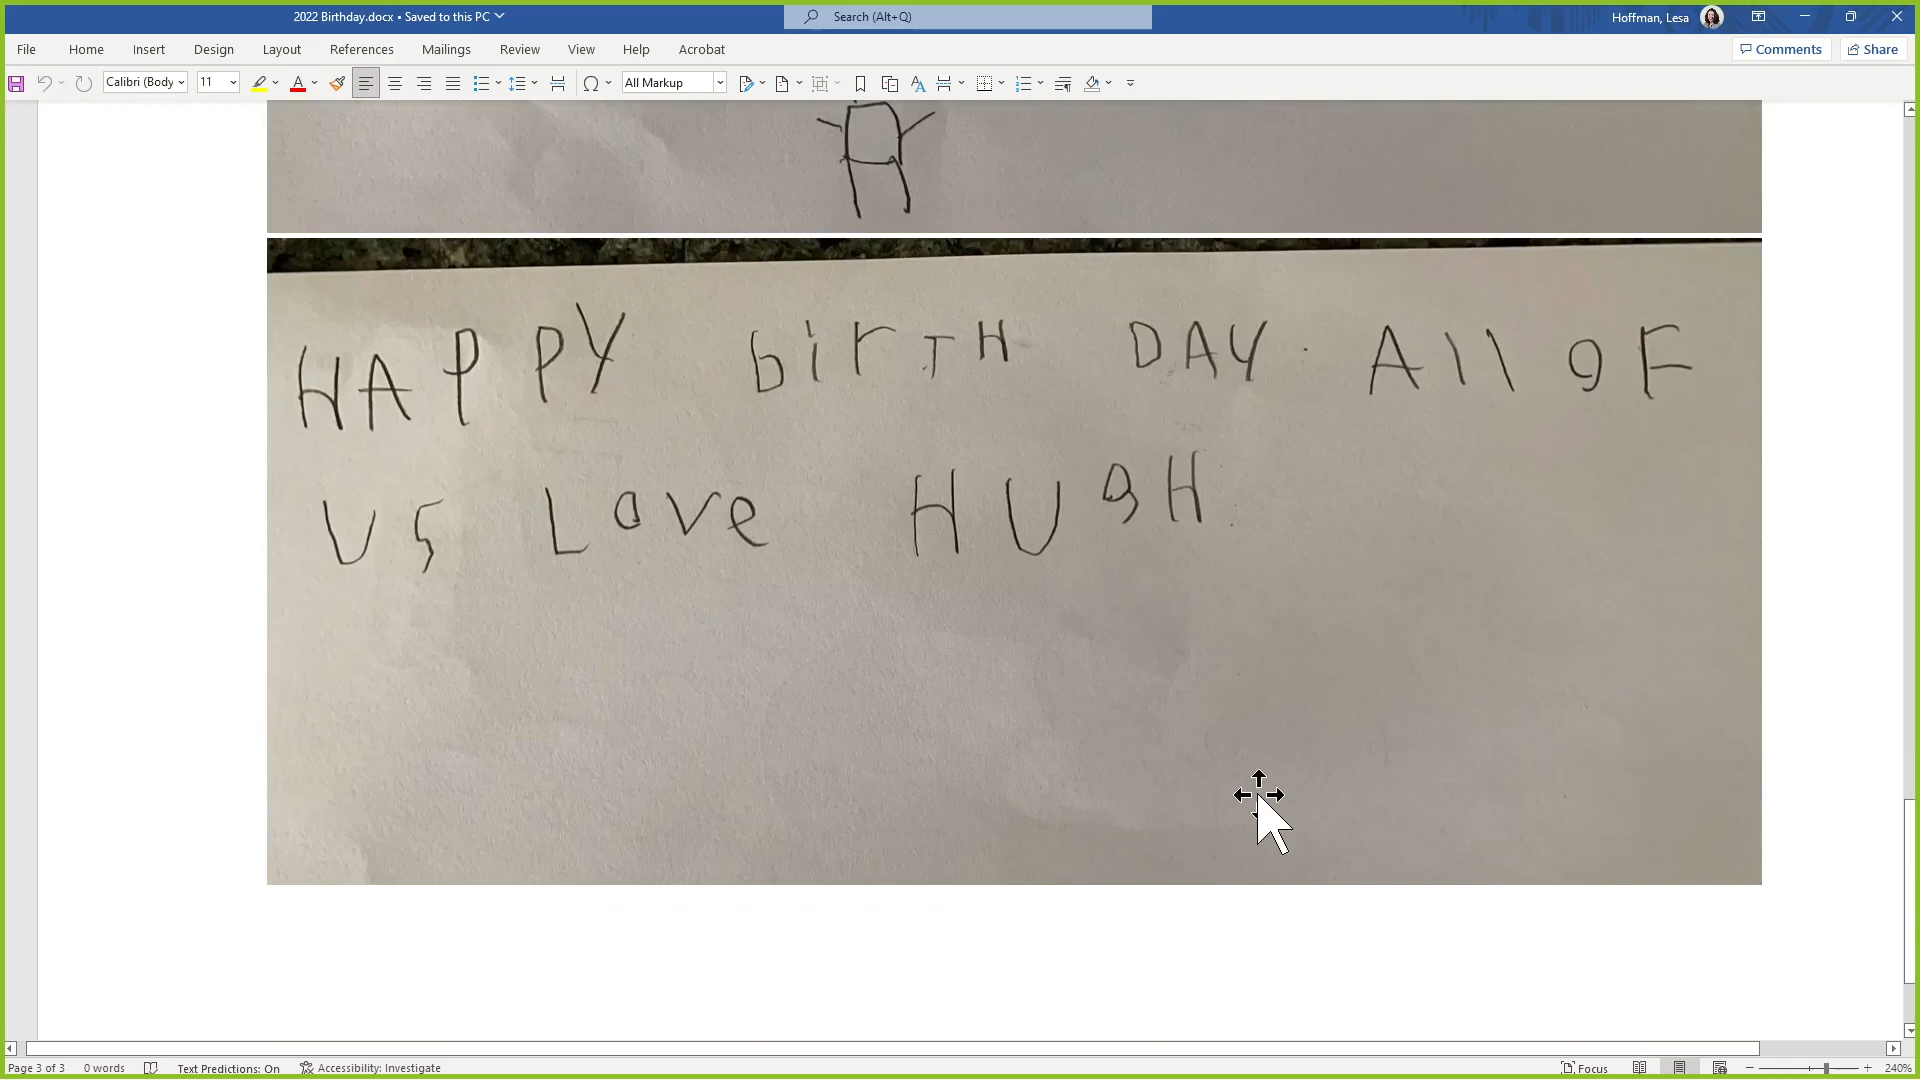 2022 Birthday.docx • Saved to this PC
Search (Alt+Q)
Hoffman, Lesa
File Home Insert Design Layout References Mailings Review View Help Acrobat
Comments Share
Calibri (Body 11 All Markup
HAPPY birTH DAY. All oF
US Love HUgH.
Page 3 of 3 0 words Text Predictions: On Accessibility: Investigate Focus 240%